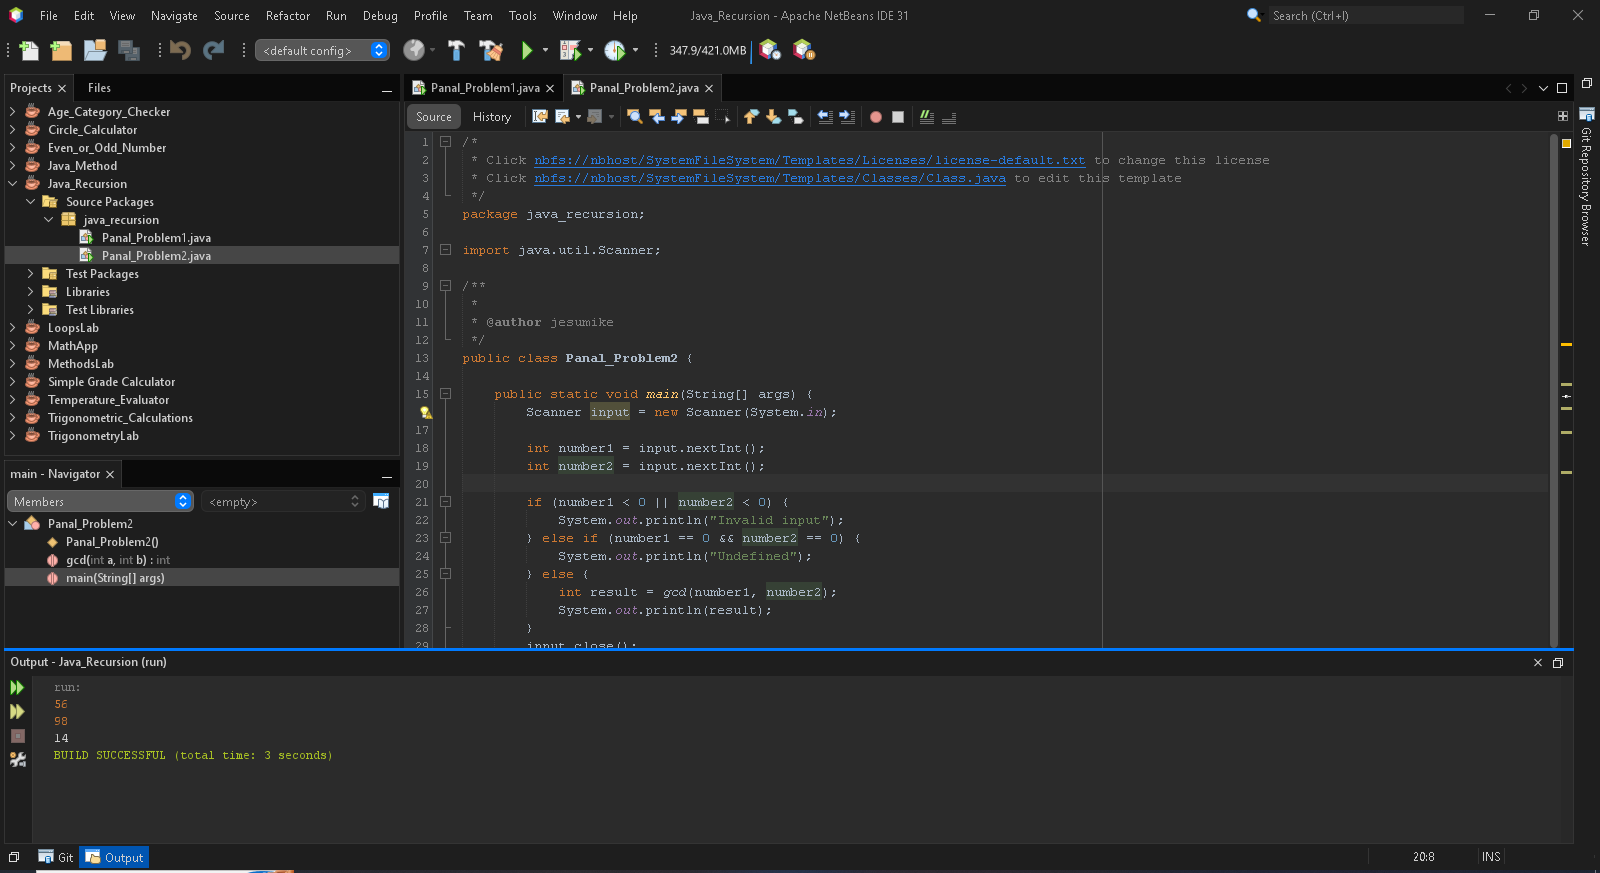 File Edit View Navigate Source Refactor Run Debug Profile Team Tools Window Help Java_Recursion - Apache NetBeans IDE 31 Search (Ctrl+I)
<default config> 347.9/421.0MB
Projects Files
Age_Category_Checker
Circle_Calculator
Even_or_Odd_Number
Java_Method
Java_Recursion
Source Packages
java_recursion
Panal_Problem1.java
Panal_Problem2.java
Test Packages
Libraries
Test Libraries
LoopsLab
MathApp
MethodsLab
Simple Grade Calculator
Temperature_Evaluator
Trigonometric_Calculations
TrigonometryLab
main - Navigator
Members <empty>
Panal_Problem2
Panal_Problem2()
gcd(int a, int b) : int
main(String[] args)
Panal_Problem1.java Panal_Problem2.java
Source History
1 /*
2 * Click nbfs://nbhost/SystemFileSystem/Templates/Licenses/license-default.txt to change this license
3 * Click nbfs://nbhost/SystemFileSystem/Templates/Classes/Class.java to edit this template
4 */
5 package java_recursion;
6
7 import java.util.Scanner;
8
9 /**
10 *
11 * @author jesumike
12 */
13 public class Panal_Problem2 {
14
15 public static void main(String[] args) {
Scanner input = new Scanner(System.in);
17
18 int number1 = input.nextInt();
19 int number2 = input.nextInt();
20
21 if (number1 < 0 || number2 < 0) {
22 System.out.println("Invalid input");
23 } else if (number1 == 0 && number2 == 0) {
24 System.out.println("Undefined");
25 } else {
26 int result = gcd(number1, number2);
27 System.out.println(result);
28 }
29 input.close();
Git Repository Browser
Output - Java_Recursion (run)
run:
56
98
14
BUILD SUCCESSFUL (total time: 3 seconds)
Git Output 20:8 INS